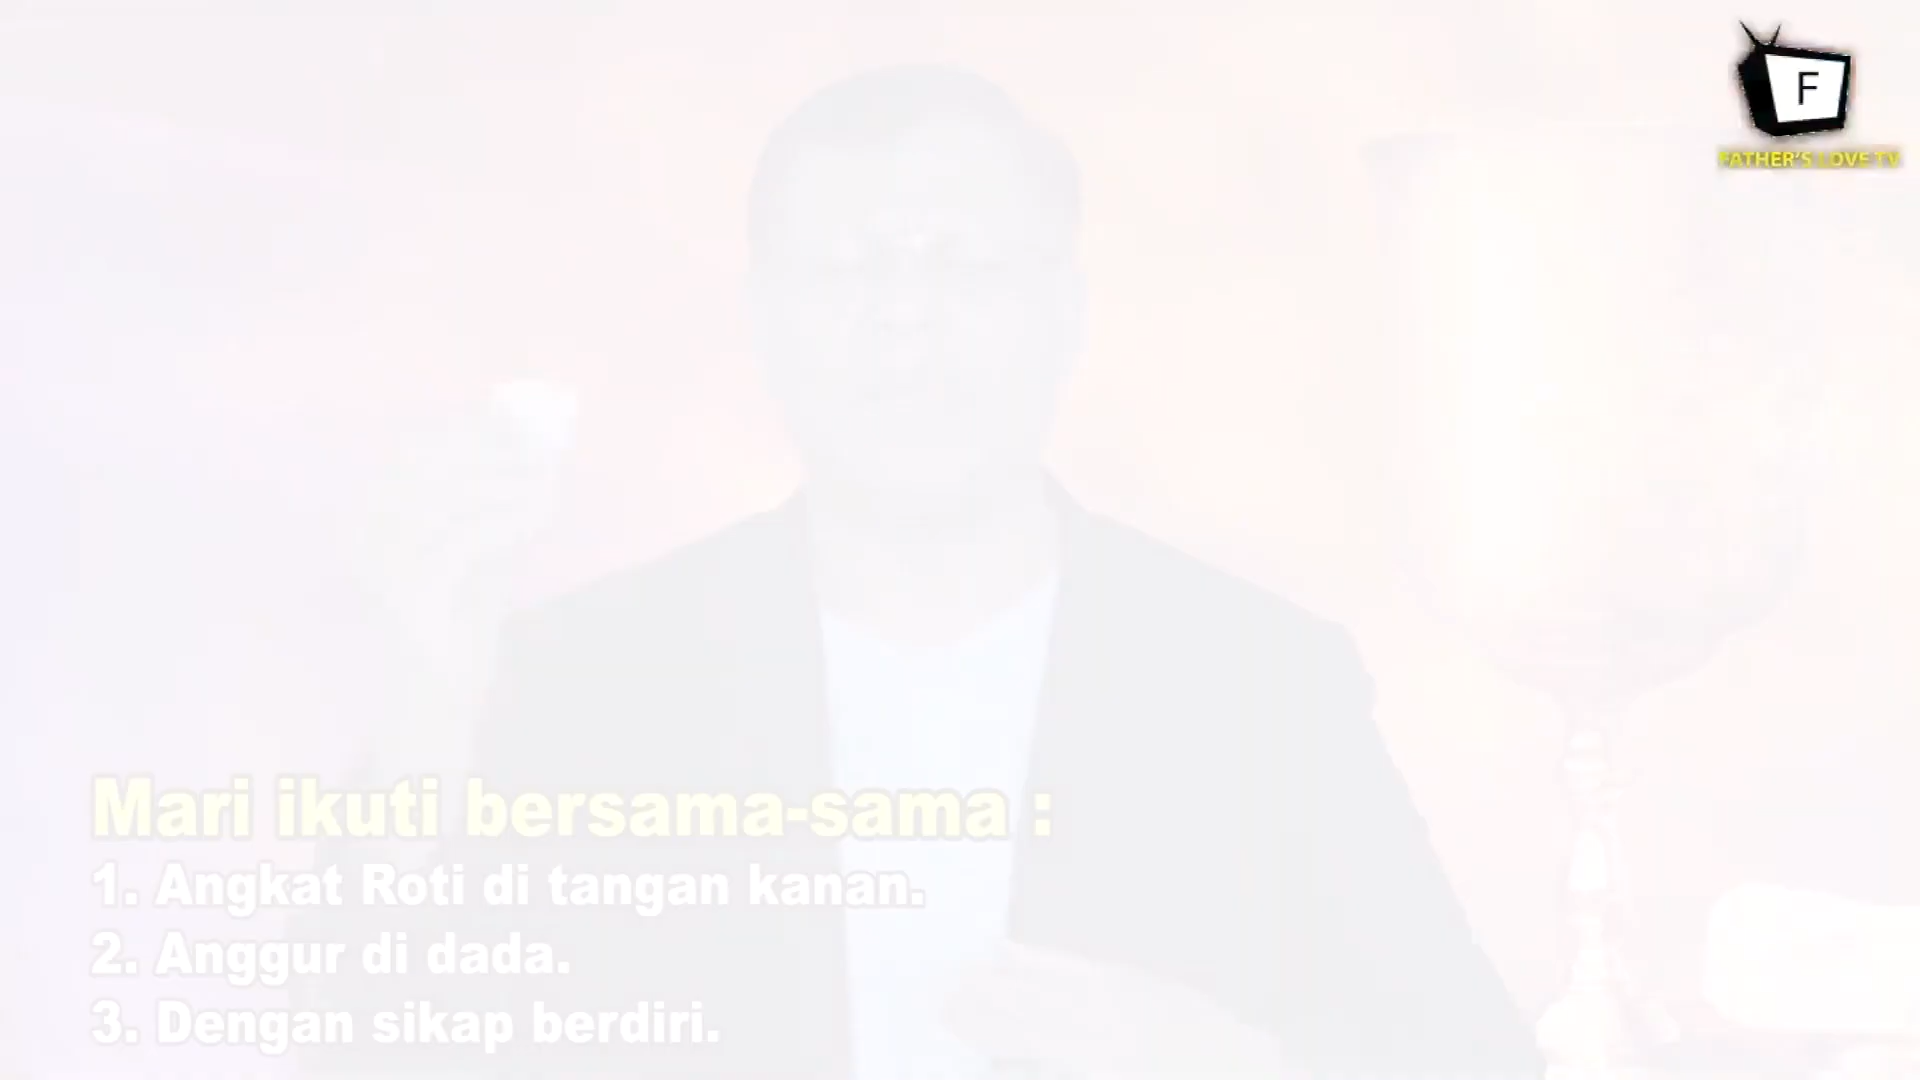 F
FATHER'S LOVE TV
Mari ikuti bersama-sama :
1. Angkat Roti di tangan kanan.
2. Anggur di dada.
3. Dengan sikap berdiri.